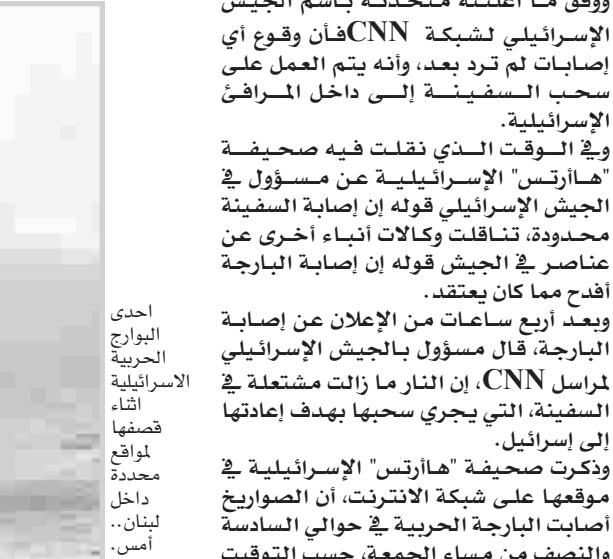 ووفق ما أعلنته متحدثة باسم الجيش
الإسرائيلي لشبكة CNNفأن وقوع أي
إصابات لم ترد بعد، وأنه يتم العمل على
سحب السفينة إلى داخل المرافئ
الإسرائيلية.
وفي الوقت الذي نقلت فيه صحيفة
"هاآرتس" الإسرائيلية عن مسؤول في
الجيش الإسرائيلي قوله إن إصابة السفينة
محدودة، تناقلت وكالات أنباء أخرى عن
عناصر في الجيش قوله إن إصابة البارجة
أفدح مما كان يعتقد.
وبعد أربع ساعات من الإعلان عن إصابة
البارجة، قال مسؤول بالجيش الإسرائيلي
لمراسل CNN، إن النار ما زالت مشتعلة في
السفينة، التي يجري سحبها بهدف إعادتها
إلى إسرائيل.
وذكرت صحيفة "هاآرتس" الإسرائيلية في
موقعها على شبكة الانترنت، أن الصواريخ
أصابت البارجة الحربية في حوالي السادسة
والنصف من مساء الجمعة، حسب التوقيت
احدى
البوارج
الحربية
الاسرائيلية
اثناء
قصفها
لمواقع
محددة
داخل
لبنان..
أمس.